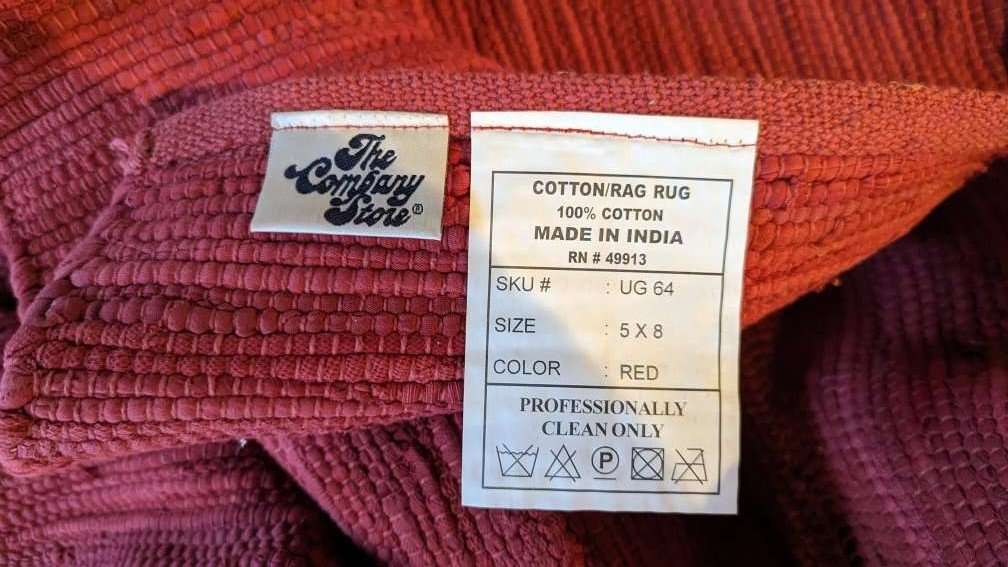 The
Company
Store®
COTTON/RAG RUG
100% COTTON
MADE IN INDIA
RN # 49913
SKU # : UG 64
SIZE : 5 X 8
COLOR : RED
PROFESSIONALLY
CLEAN ONLY
P